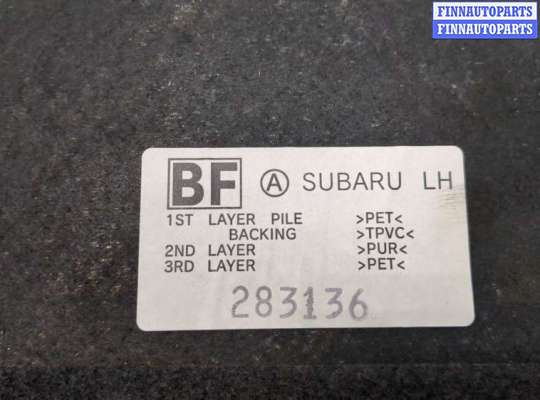 FINNAUTOPARTS
FINNAUTOPARTS
BF Ⓐ SUBARU LH
1ST LAYER PILE >PET<
BACKING >TPVC<
2ND LAYER >PUR<
3RD LAYER >PET<
283136